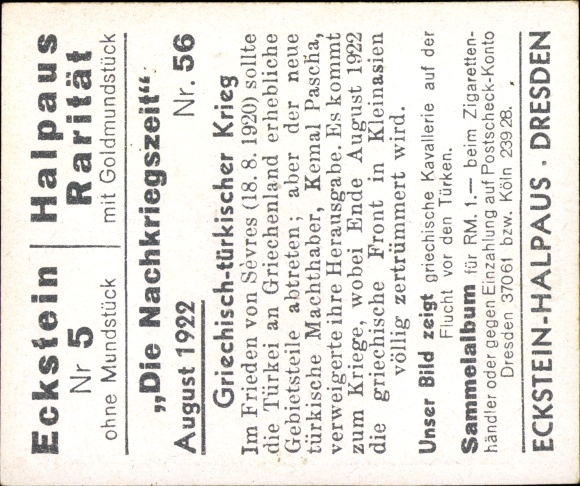 Eckstein
Nr 5
ohne Mundstück
Halpaus
Rarität
mit Goldmundstück
„Die Nachkriegszeit“
August 1922 Nr. 56
Griechisch-türkischer Krieg
Im Frieden von Sèvres (18. 8. 1920) sollte
die Türkei an Griechenland erhebliche
Gebietsteile abtreten; aber der neue
türkische Machthaber, Kemal Pascha,
verweigerte ihre Herausgabe. Es kommt
zum Kriege, wobei Ende August 1922
die griechische Front in Kleinasien
völlig zertrümmert wird.
Unser Bild zeigt griechische Kavallerie auf der
Flucht vor den Türken.
Sammelalbum für RM. 1.— beim Zigaretten-
händler oder gegen Einzahlung auf Postscheck-Konto
Dresden 37061 bzw. Köln 23928.
ECKSTEIN-HALPAUS · DRESDEN